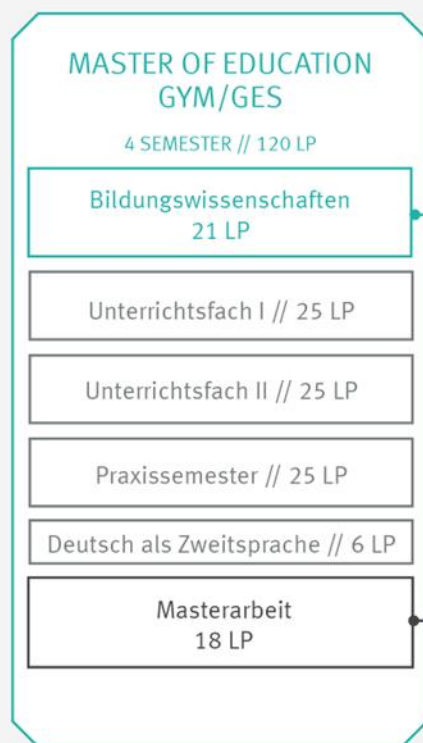 MASTER OF EDUCATION
GYM/GES
4 SEMESTER // 120 LP
Bildungswissenschaften
21 LP
Unterrichtsfach I // 25 LP
Unterrichtsfach II // 25 LP
Praxissemester // 25 LP
Deutsch als Zweitsprache // 6 LP
Masterarbeit
18 LP